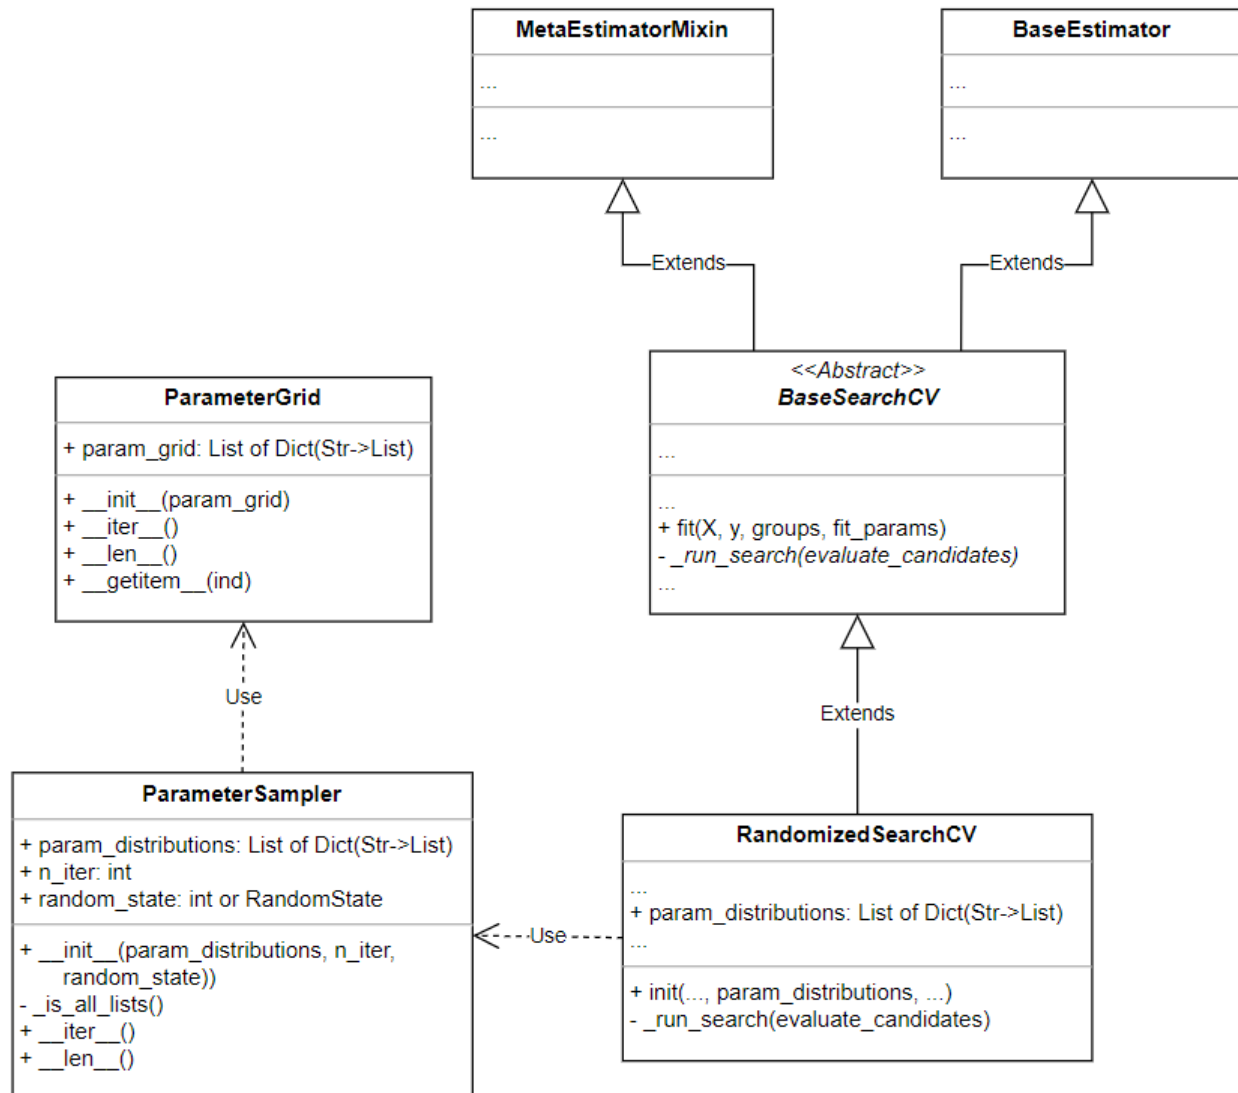 MetaEstimatorMixin
...
...
BaseEstimator
...
...
Extends
Extends
<<Abstract>>
BaseSearchCV
...
...
+ fit(X, y, groups, fit_params)
- _run_search(evaluate_candidates)
...
ParameterGrid
+ param_grid: List of Dict(Str->List)
+ __init__(param_grid)
+ __iter__()
+ __len__()
+ __getitem__(ind)
Use
Extends
ParameterSampler
+ param_distributions: List of Dict(Str->List)
+ n_iter: int
+ random_state: int or RandomState
+ __init__(param_distributions, n_iter,
random_state))
- _is_all_lists()
+ __iter__()
+ __len__()
Use
RandomizedSearchCV
...
+ param_distributions: List of Dict(Str->List)
...
+ init(..., param_distributions, ...)
- _run_search(evaluate_candidates)